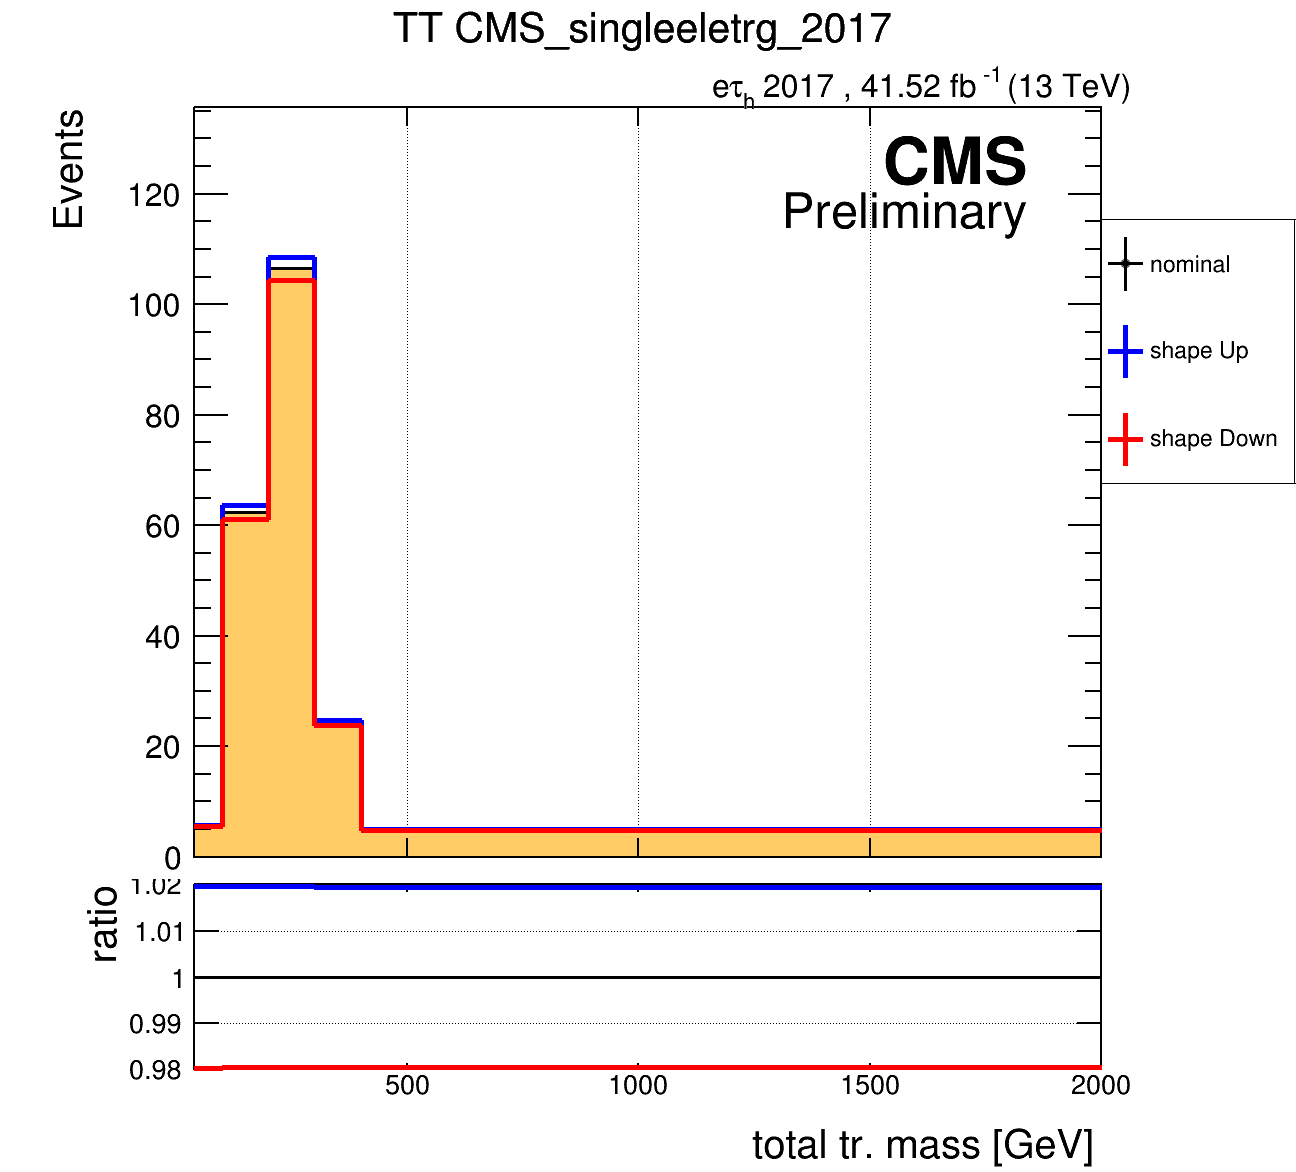 TT CMS_singleeletrg_2017
eτh 2017 , 41.52 fb -1 (13 TeV)
Events
CMS
Preliminary
120
100
80
60
40
20
0
nominal
shape Up
shape Down
ratio
1.02
1.01
1
0.99
0.98
500 1000 1500 2000
total tr. mass [GeV]